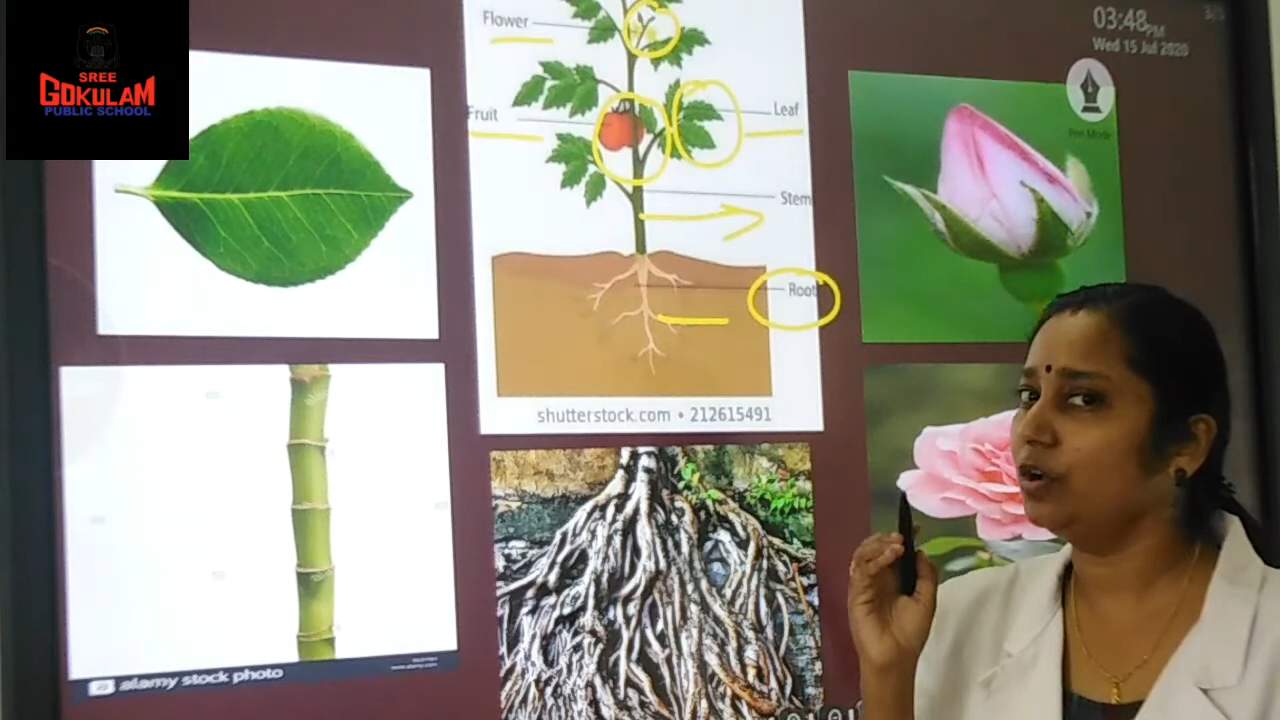 SREE
GOKULAM
PUBLIC SCHOOL
03:48PM
Wed 15 Jul 2020
Pen Mode
Flower
Fruit
Leaf
Stem
Root
shutterstock.com • 212615491
alamy stock photo